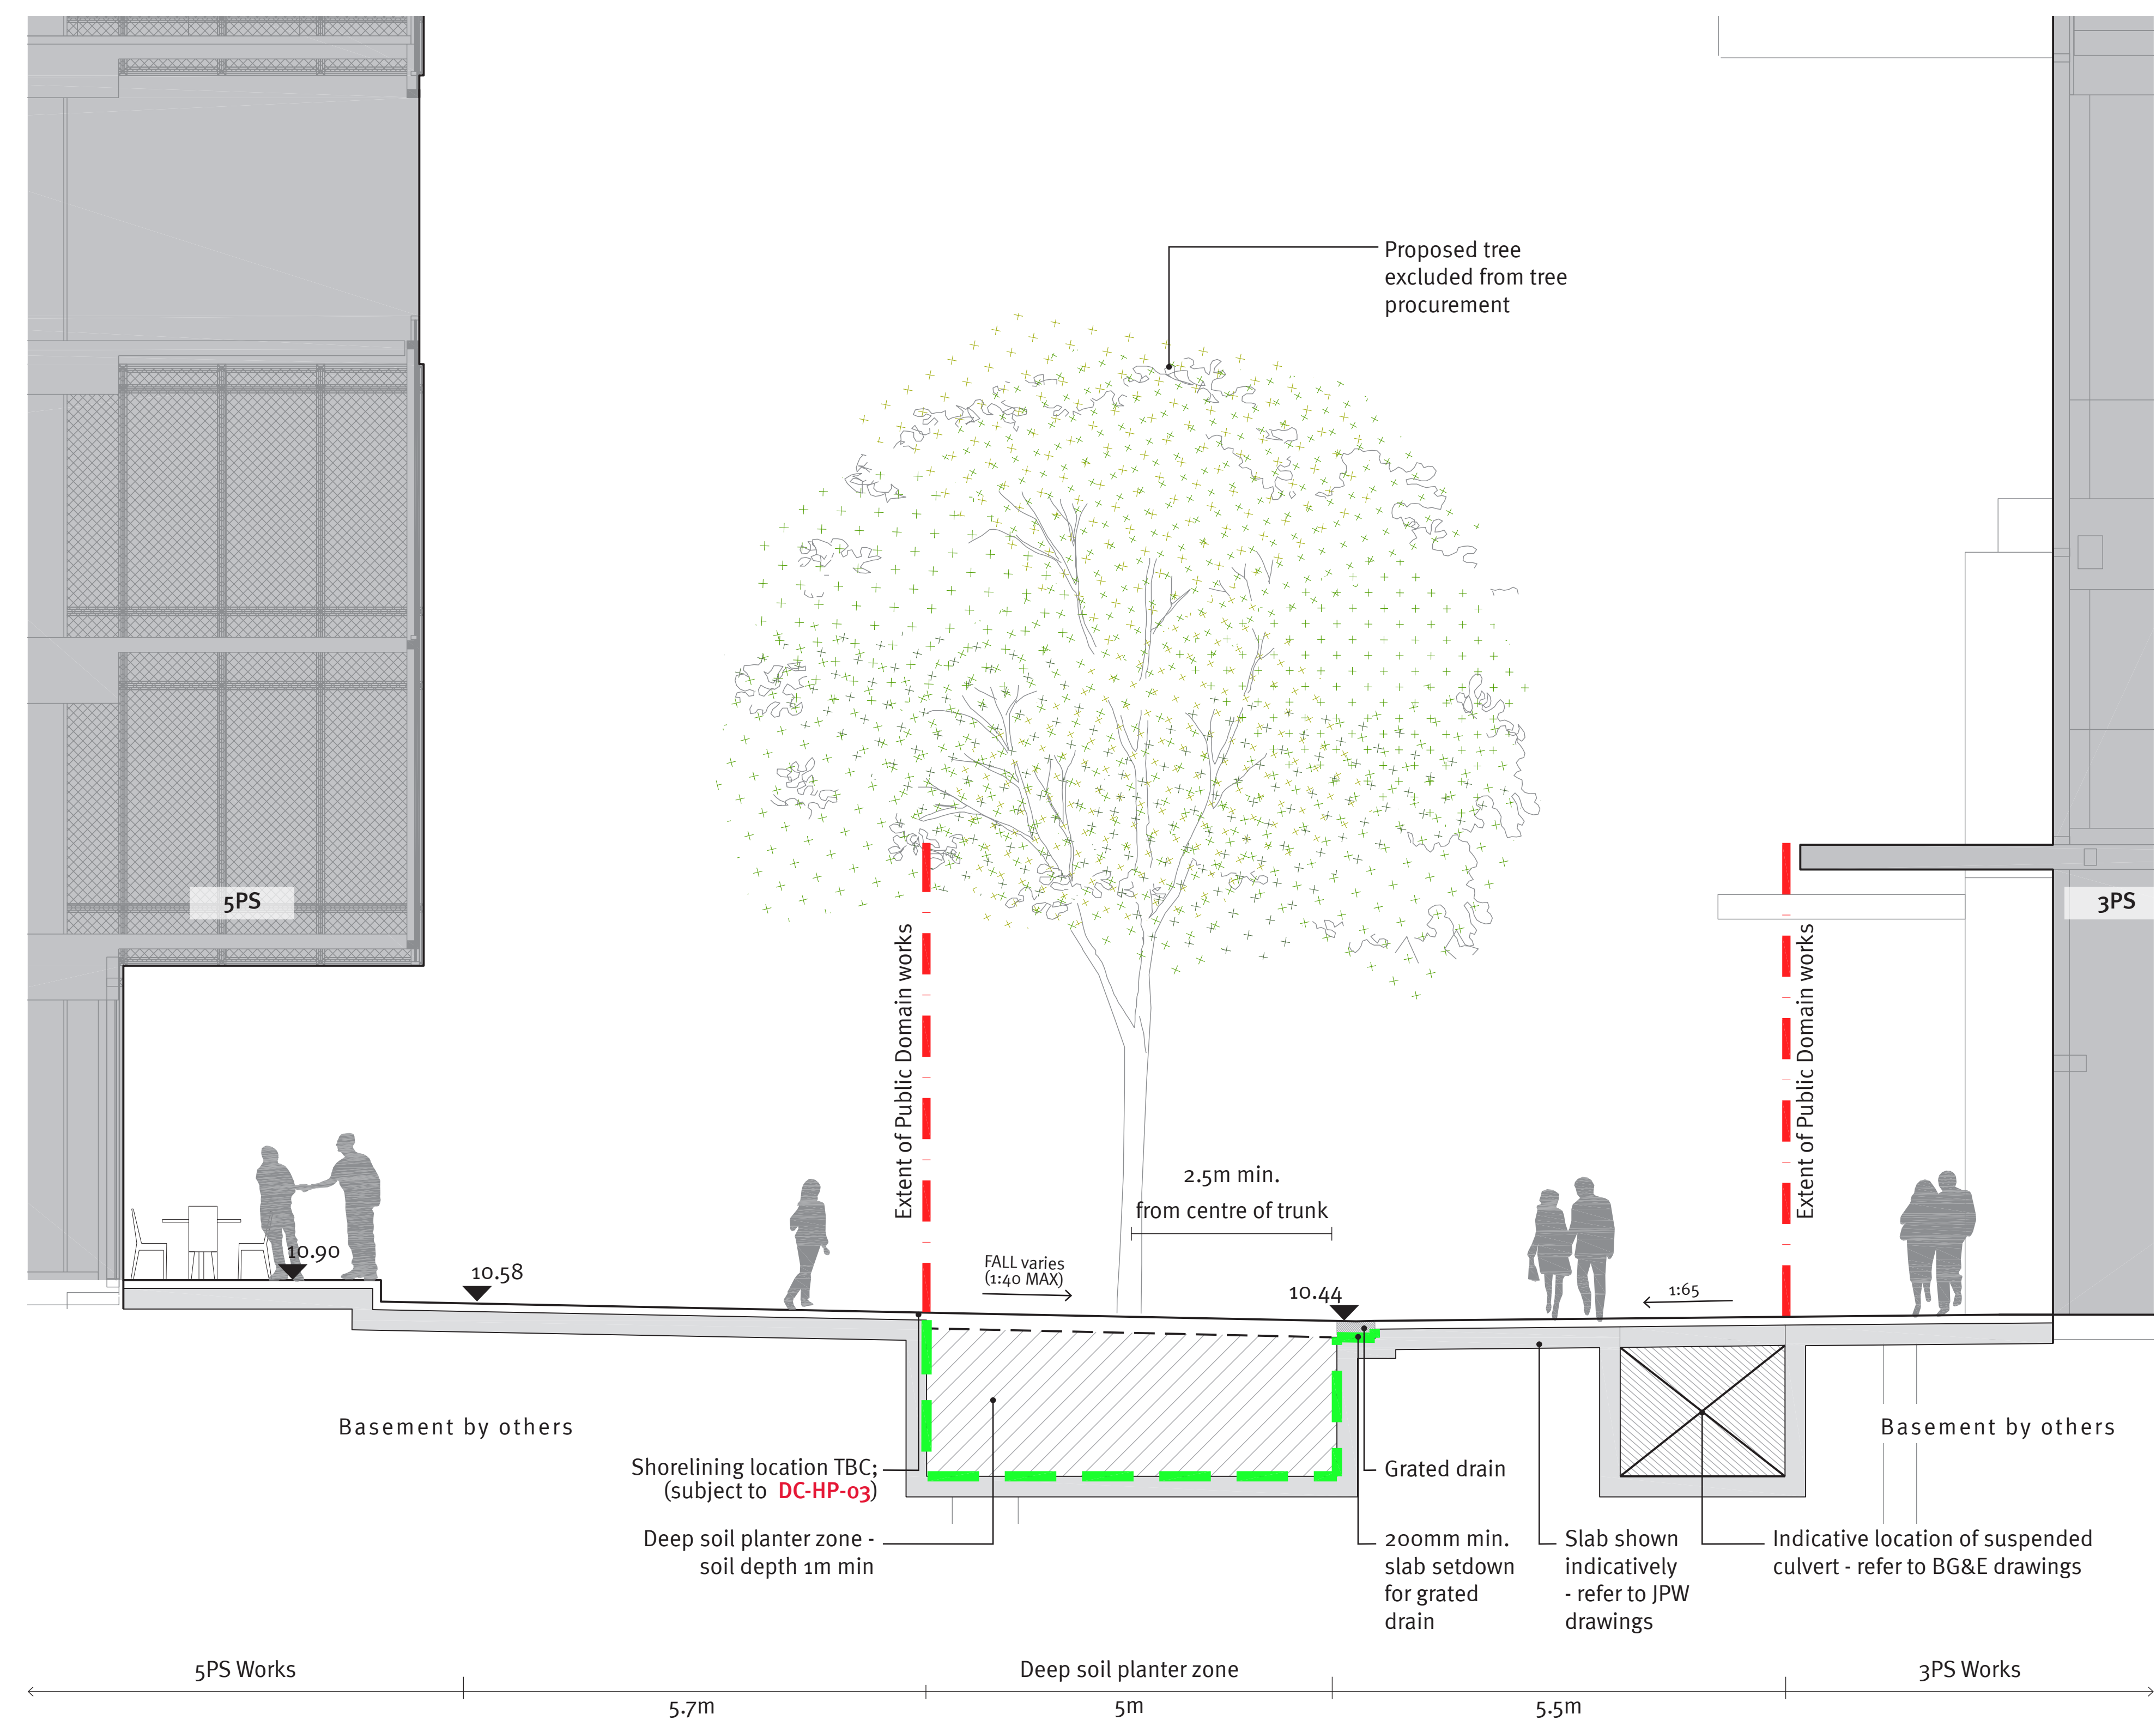 Proposed tree
excluded from tree
procurement
5PS
3PS
Extent of Public Domain works
Extent of Public Domain works
2.5m min.
from centre of trunk
10.90
10.58
FALL varies
(1:40 MAX)
10.44
1:65
Basement by others
Basement by others
Shorelining location TBC;
(subject to DC-HP-03)
Grated drain
Deep soil planter zone -
soil depth 1m min
200mm min.
slab setdown
for grated
drain
Slab shown
indicatively
- refer to JPW
drawings
Indicative location of suspended
culvert - refer to BG&E drawings
5PS Works
Deep soil planter zone
3PS Works
5.7m
5m
5.5m